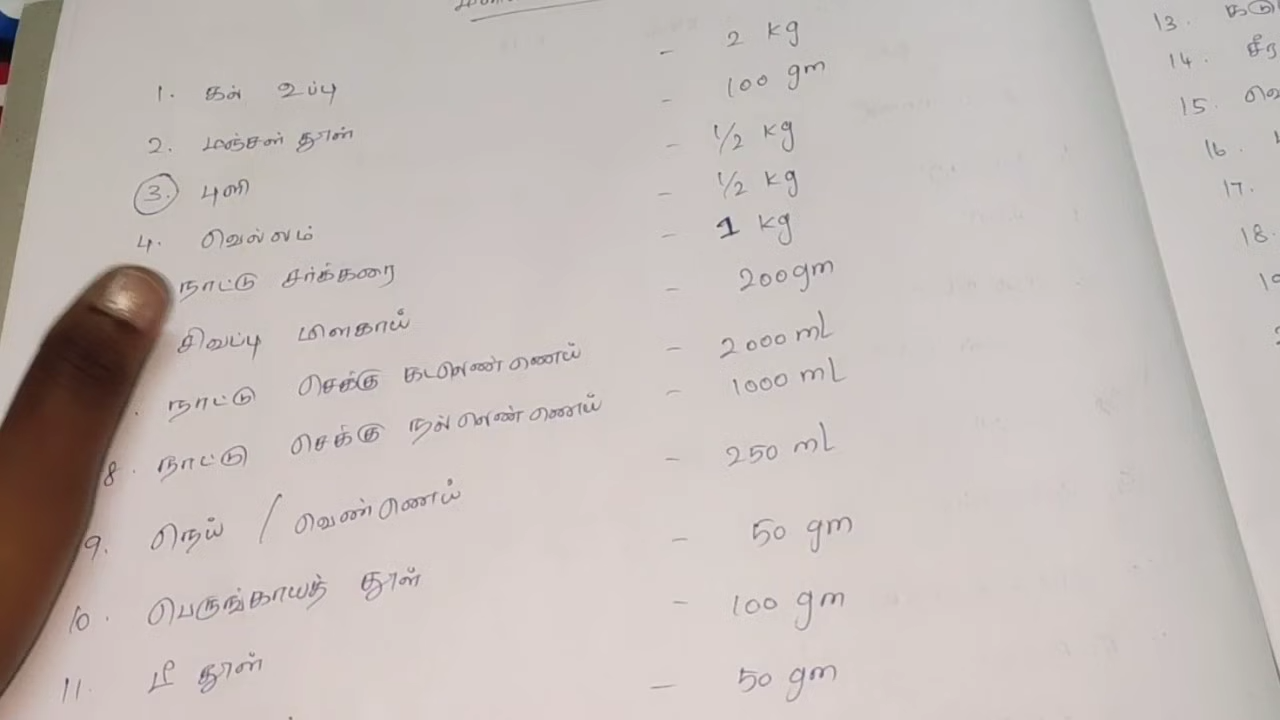 1. கல் உப்பு - 2 kg
2. மஞ்சள் தூள் - 100 gm
3. புளி - 1/2 kg
4. வெல்லம் - 1/2 kg
நாட்டு சர்க்கரை - 1 kg
சிவப்பு மிளகாய் - 200gm
. நாட்டு செக்கு கடலெண்ணெய் - 2000 ml
8. நாட்டு செக்கு நல்லெண்ணெய் - 1000 ml
9. நெய் / வெண்ணெய் - 250 ml
10. பெருங்காயத் தூள் - 50 gm
11. டீ தூள் - 100 gm
- 50 gm
13. கடு
14. சீர
15. வெ
16.
17.
18.